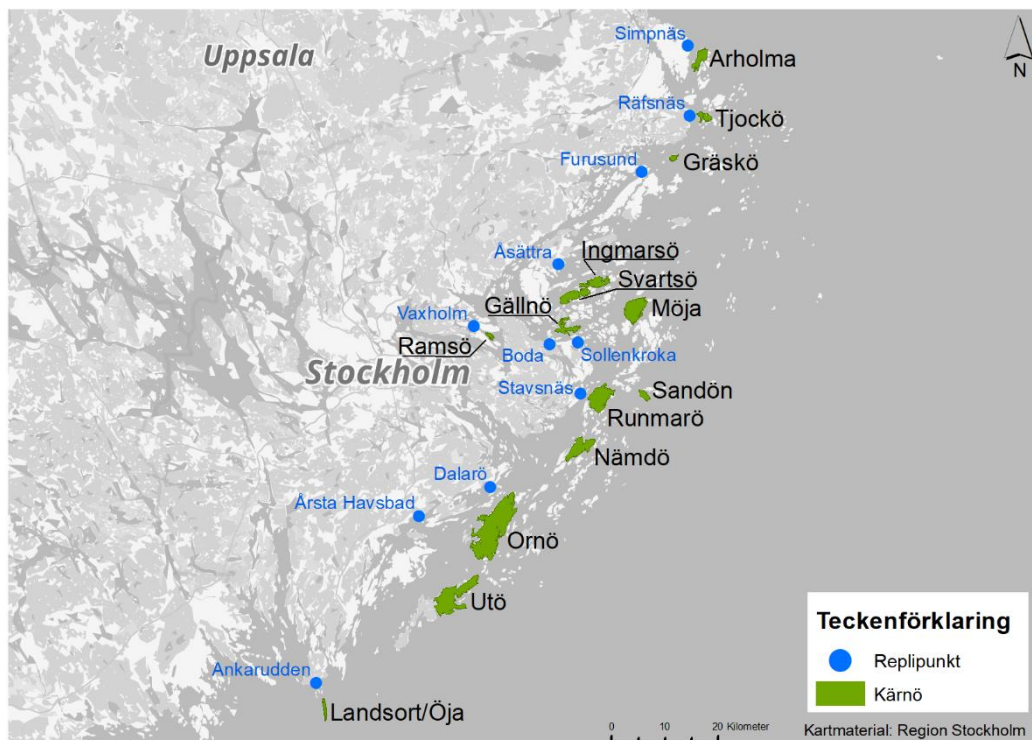 Simpnäs
Uppsala
Arholma
N
Räfsnäs
Tjockö
Furusund
Gräskö
Åsättra
Ingmarsö
Svartsö
Gällnö
Möja
Vaxholm
Ramsö
Boda
Sollenkroka
Stockholm
Stavsnäs
Sandön
Runmarö
Nämdö
Dalarö
Årsta Havsbad
Ornö
Utö
Teckenförklaring
Replipunkt
Kärnö
Ankarudden
Landsort/Öja
0 5 10 20 Kilometer
Kartmaterial: Region Stockholm